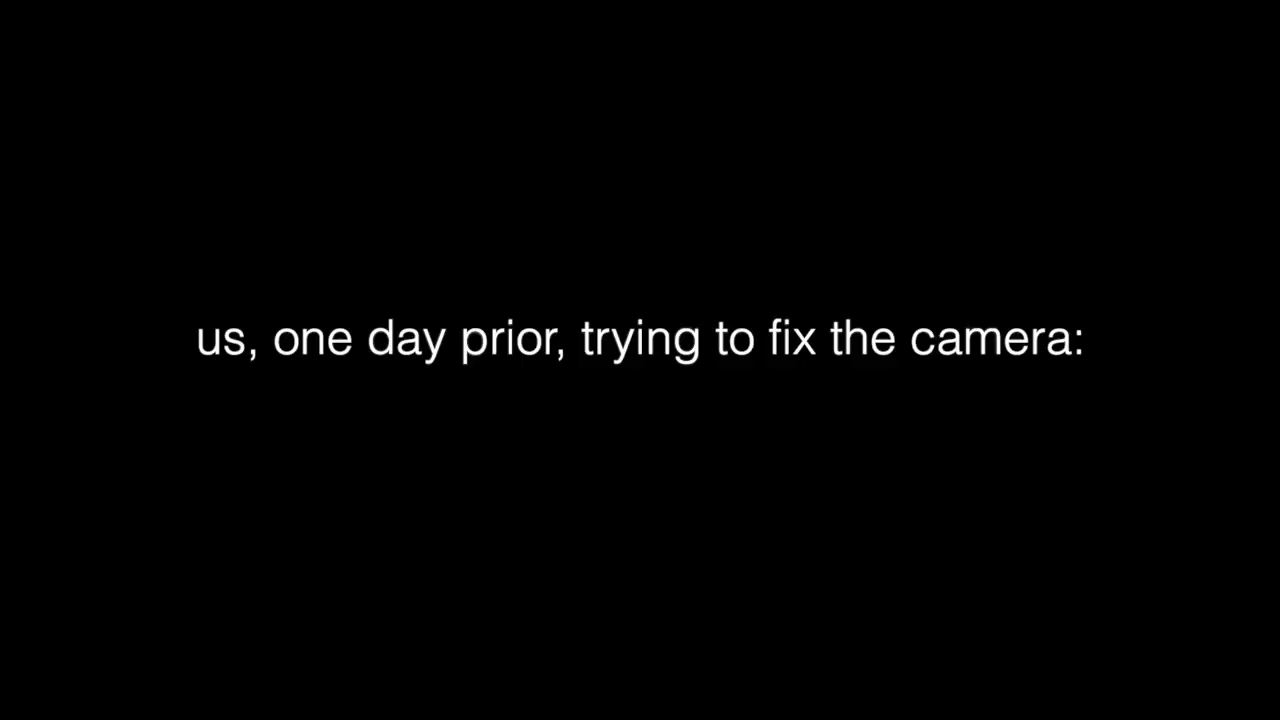 us, one day prior, trying to fix the camera: